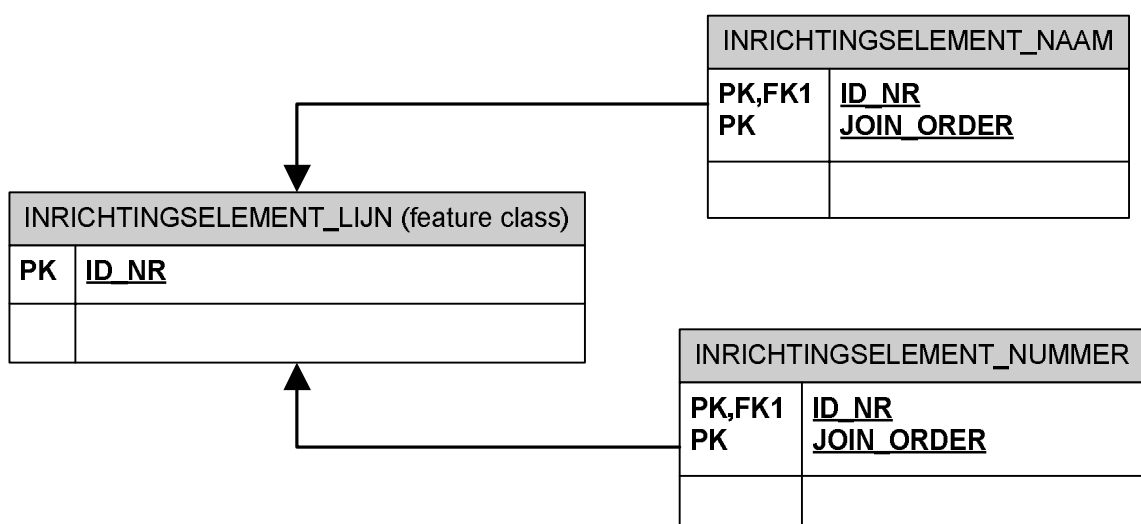 INRICHTINGSELEMENT_NAAM
PK,FK1 ID_NR
PK JOIN_ORDER
INRICHTINGSELEMENT_LIJN (feature class)
PK ID_NR
INRICHTINGSELEMENT_NUMMER
PK,FK1 ID_NR
PK JOIN_ORDER